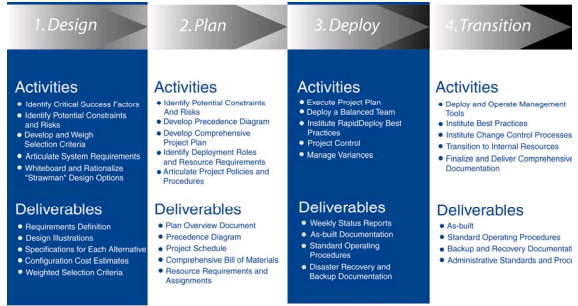 1. Design
Activities
Identify Critical Success Factors
Identify Potential Constraints
and Risks
Develop and Weigh
Selection Criteria
Articulate System Requirements
Whiteboard and Rationalize
"Strawman" Design Options
Deliverables
Requirements Definition
Design Illustrations
Specifications for Each Alternative
Configuration Cost Estimates
Weighted Selection Criteria
2. Plan
Activities
Identify Potential Constraints
And Risks
Develop Precedence Diagram
Develop Comprehensive
Project Plan
Identify Deployment Roles
and Resource Requirements
Articulate Project Policies and
Procedures
Deliverables
Plan Overview Document
Precedence Diagram
Project Schedule
Comprehensive Bill of Materials
Resource Requirements and
Assignments
3. Deploy
Activities
Execute Project Plan
Deploy a Balanced Team
Institute RapidDeploy Best
Practices
Project Control
Manage Variances
Deliverables
Weekly Status Reports
As-built Documentation
Standard Operating
Procedures
Disaster Recovery and
Backup Documentation
4. Transition
Activities
Deploy and Operate Management
Tools
Institute Best Practices
Institute Change Control Processes
Transition to Internal Resources
Finalize and Deliver Comprehensive
Documentation
Deliverables
As-built
Standard Operating Procedures
Backup and Recovery Documentati
Administrative Standards and Proce